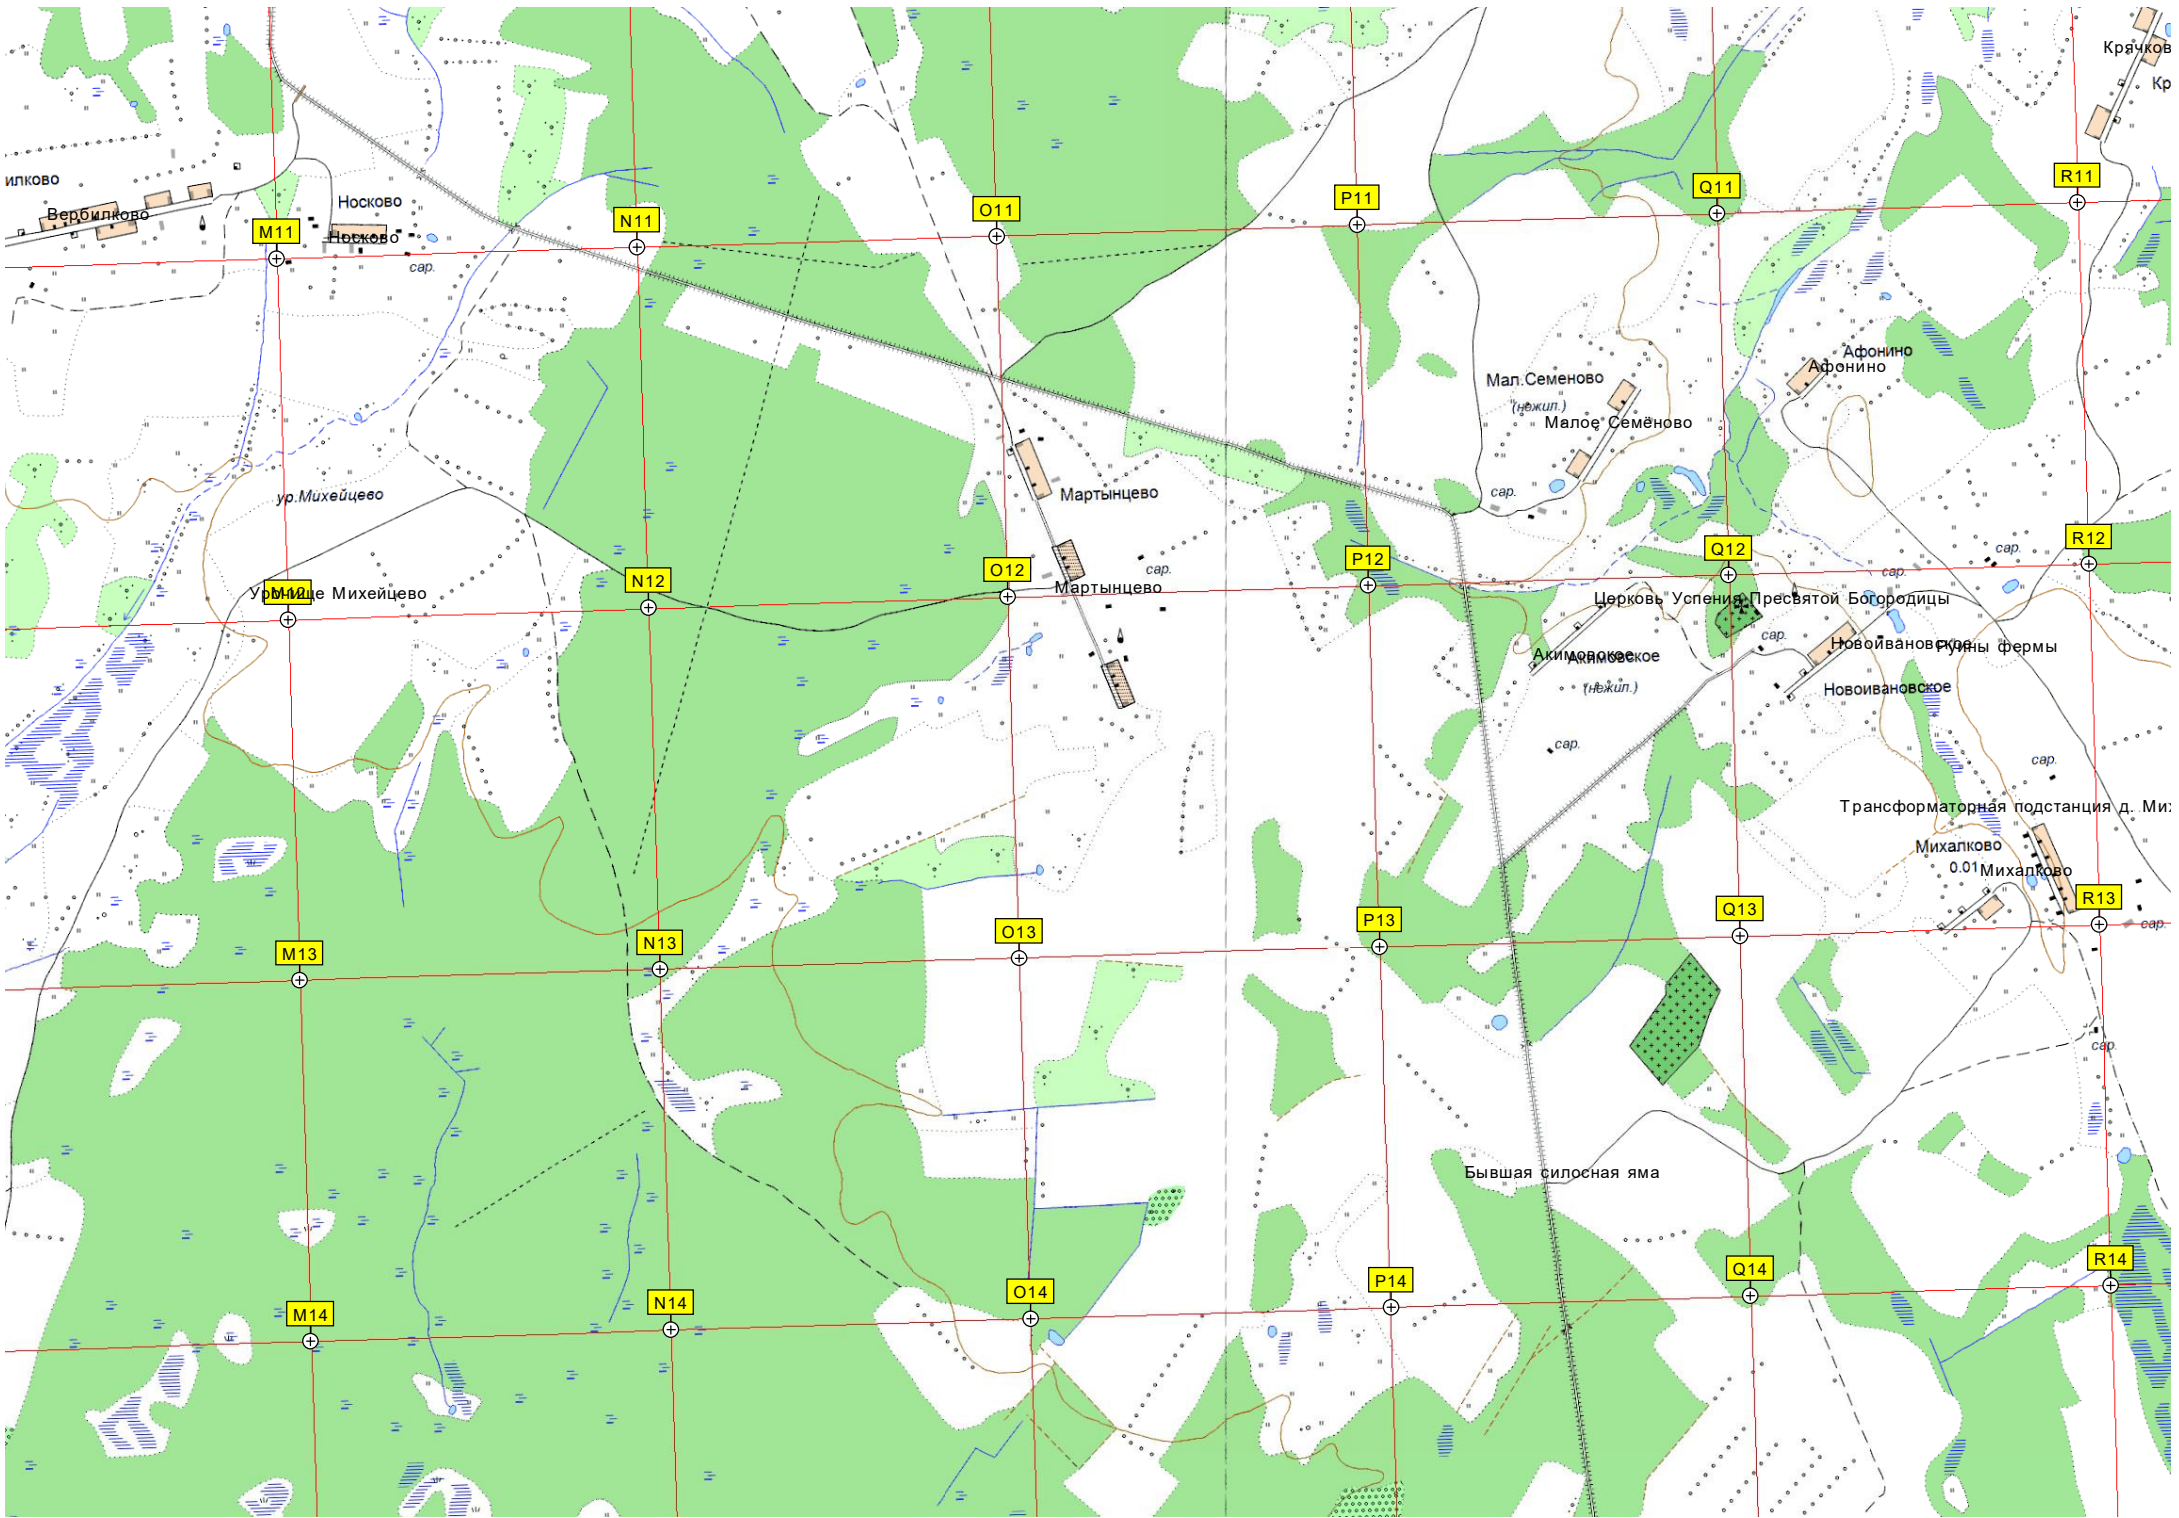 Крячков
Кр
илково
Вербилково
Носково
Носково
сар.
M11
N11
O11
P11
Q11
R11
Афонино
Афонино
Мал.Семеново
(нежил.)
Малое Семёново
сар.
ур.Михейцево
Мартынцево
сар.
Мартынцево
Урочище Михейцево
M12
N12
O12
P12
Q12
R12
сар.
сар.
Церковь Успения Пресвятой Богородицы
сар.
Новоивановское
Руины фермы
Акимовское
Акимовское
(нежил.)
Новоивановское
сар.
сар.
Трансформаторная подстанция д. Мих
Михалково
0.01
Михалково
M13
N13
O13
P13
Q13
R13
сар.
сар.
Бывшая силосная яма
M14
N14
O14
P14
Q14
R14